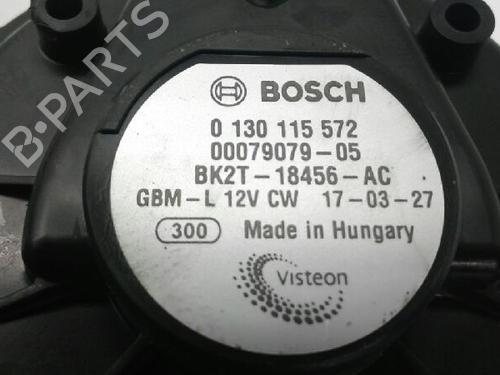 BOSCH
0 130 115 572
00079079-05
BK2T-18456-AC
GBM-L 12V CW 17-03-27
300 Made in Hungary
Visteon